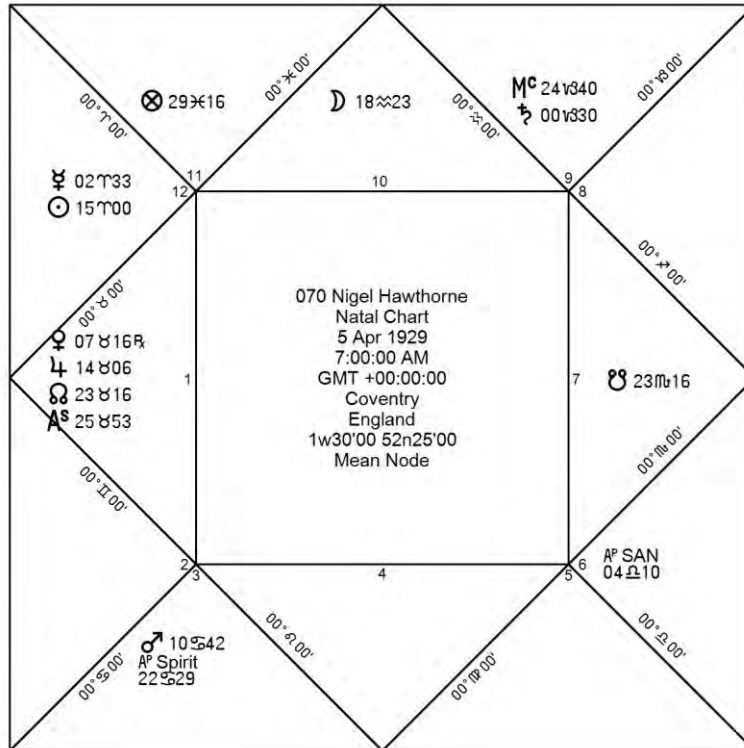 ⊗ 29♓16
☽ 18♒23
Mc 24♑40
♄ 00♑30
00°♈00'
00°♓00'
00°♒00'
00°♑00'
☿ 02♈33
☉ 15♈00
11
12
10
9
8
00°♉00'
00°♐00'
070 Nigel Hawthorne
Natal Chart
5 Apr 1929
7:00:00 AM
GMT +00:00:00
Coventry
England
1w30'00 52n25'00
Mean Node
♀ 07♉16℞
♃ 14♉06
☊ 23♉16
As 25♉53
1
7
☋ 23♏16
00°♊00'
00°♏00'
2
3
4
5
6
AP SAN
04♎10
♂ 10♋42
AP Spirit
22♋29
00°♋00'
00°♌00'
00°♍00'
00°♎00'